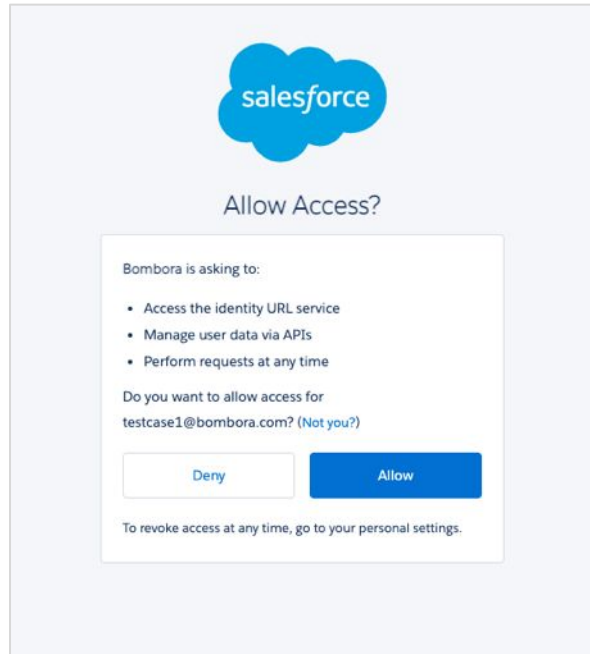 salesforce
Allow Access?
Bombora is asking to:
• Access the identity URL service
• Manage user data via APIs
• Perform requests at any time
Do you want to allow access for
testcase1@bombora.com? (Not you?)
Deny
Allow
To revoke access at any time, go to your personal settings.